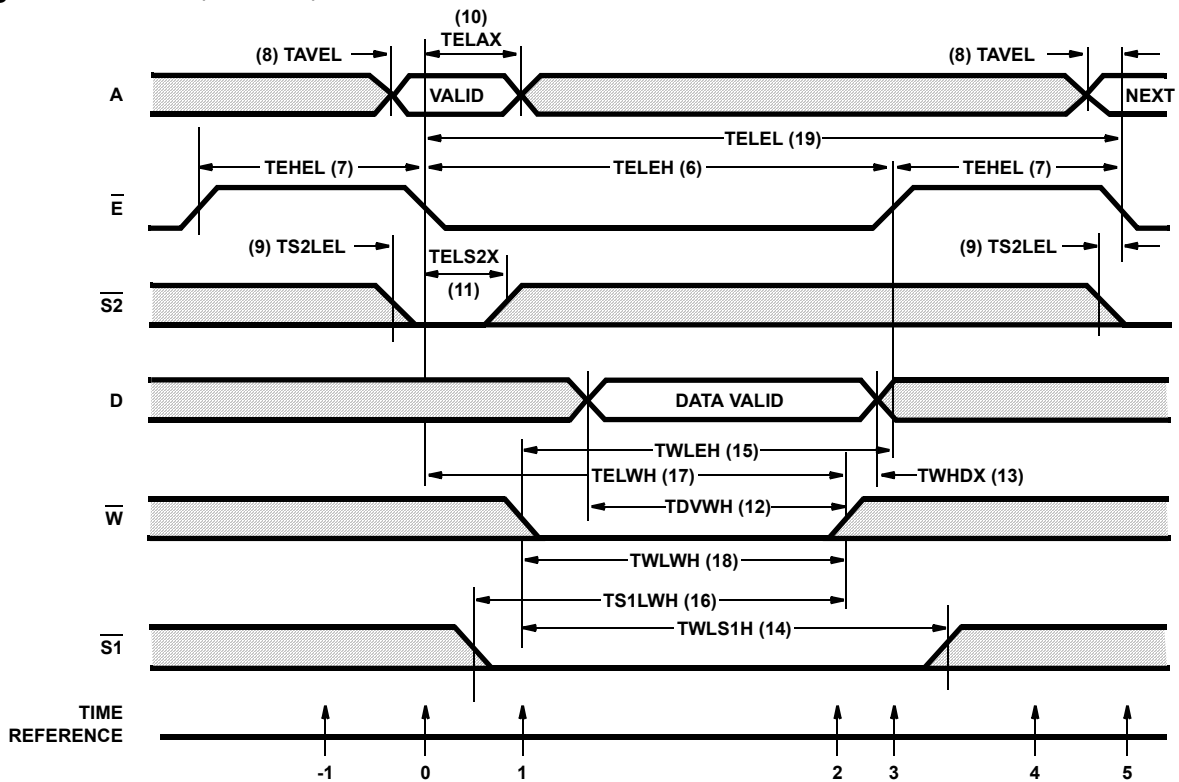 (10)
TELAX
(8) TAVEL
(8) TAVEL
A
VALID
NEXT
TELEL (19)
TEHEL (7)
TELEH (6)
TEHEL (7)
E
(9) TS2LEL
TELS2X
(11)
(9) TS2LEL
S2
D
DATA VALID
TWLEH (15)
TELWH (17)
TWHDX (13)
TDVWH (12)
W
TWLWH (18)
TS1LWH (16)
TWLS1H (14)
S1
TIME
REFERENCE
-1 0 1 2 3 4 5